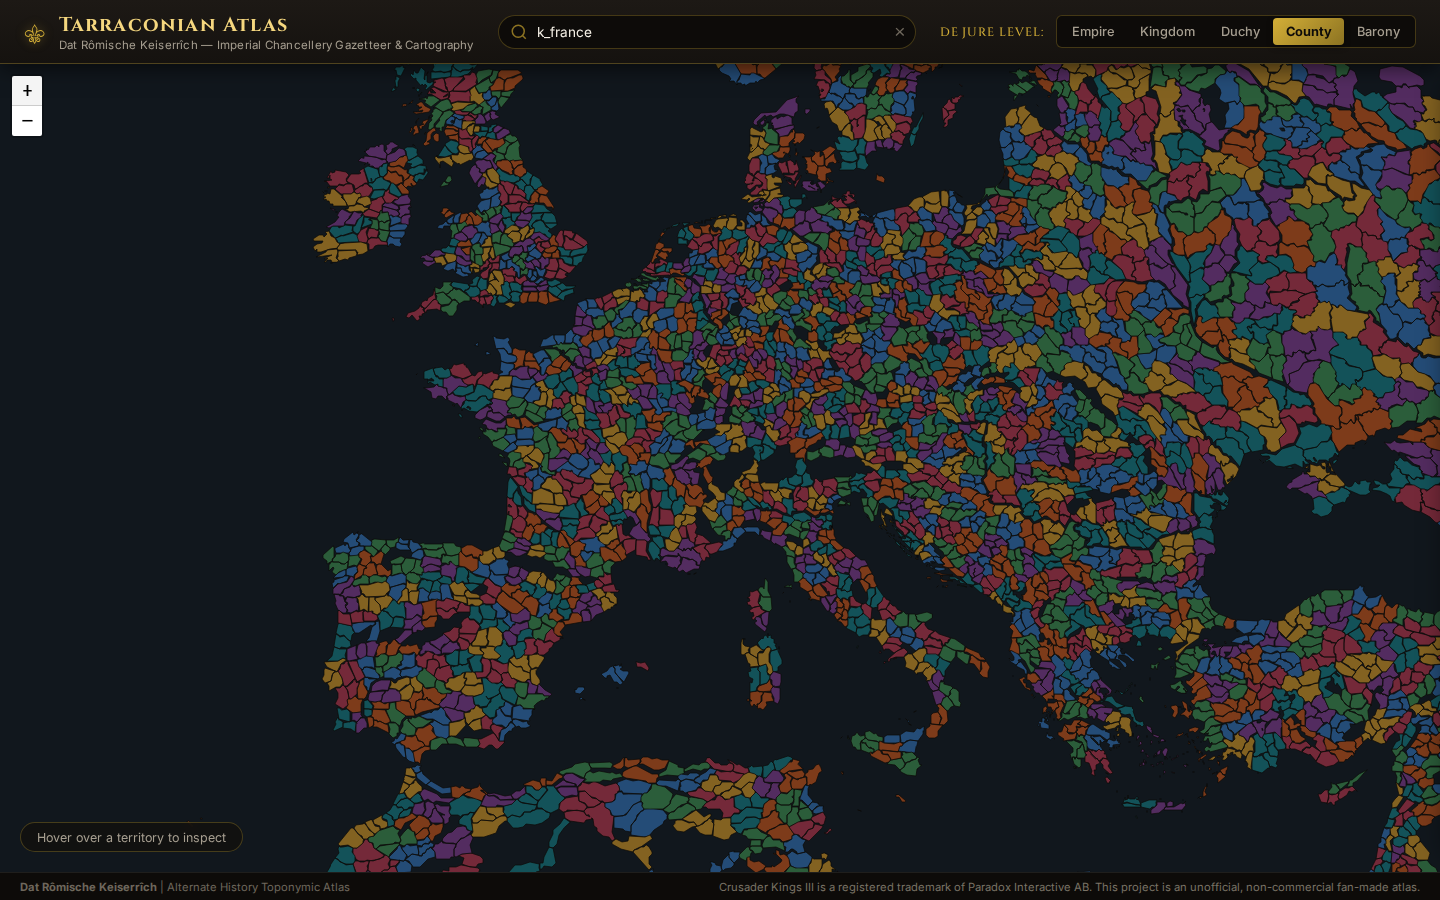 Tarraconian Atlas
Dat Römische Keiserrîch — Imperial Chancellery Gazetteer & Cartography
k_france
×
DE JURE LEVEL:
Empire
Kingdom
Duchy
County
Barony
+
−
Hover over a territory to inspect
Dat Römische Keiserrîch | Alternate History Toponymic Atlas
Crusader Kings III is a registered trademark of Paradox Interactive AB. This project is an unofficial, non-commercial fan-made atlas.